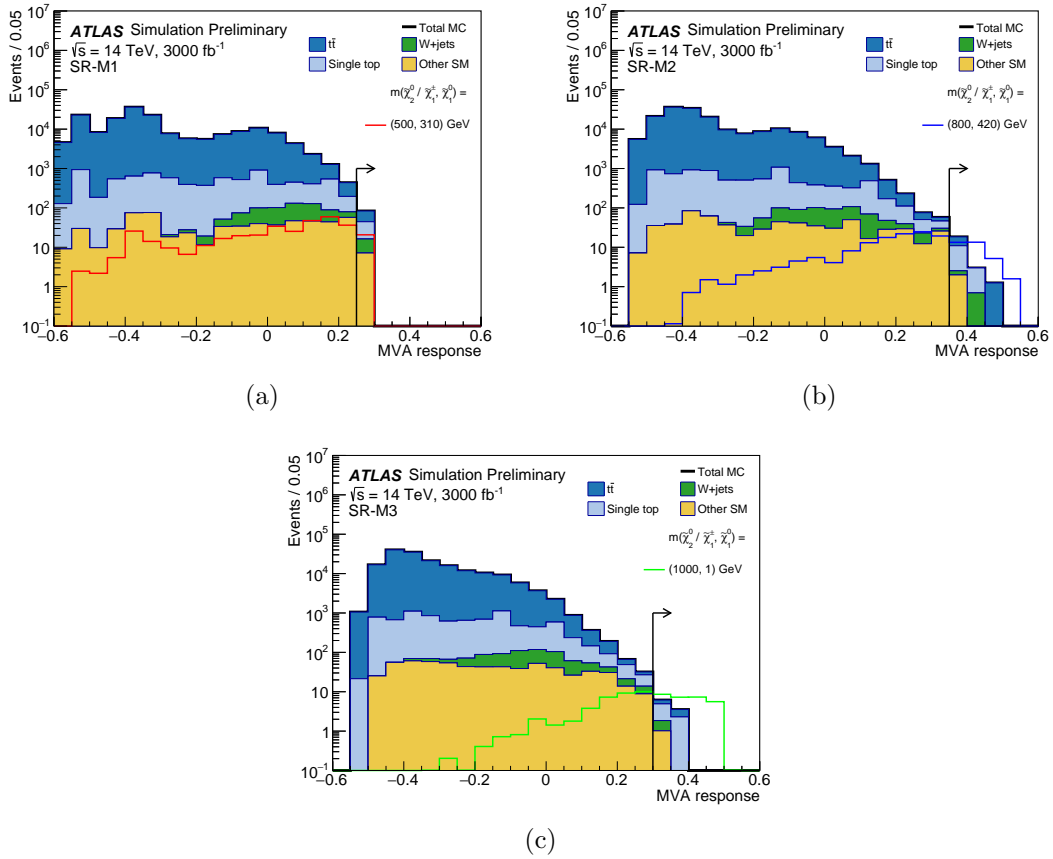 ATLAS Simulation Preliminary
√s = 14 TeV, 3000 fb⁻¹
SR-M1
Total MC
tt̄
W+jets
Single top
Other SM
m(χ̃⁰₂ / χ̃±₁, χ̃⁰₁) =
(500, 310) GeV
Events / 0.05
10⁷
10⁶
10⁵
10⁴
10³
10²
10
1
10⁻¹
−0.6 −0.4 −0.2 0 0.2 0.4 0.6
MVA response
(a)
ATLAS Simulation Preliminary
√s = 14 TeV, 3000 fb⁻¹
SR-M2
Total MC
tt̄
W+jets
Single top
Other SM
m(χ̃⁰₂ / χ̃±₁, χ̃⁰₁) =
(800, 420) GeV
Events / 0.05
10⁷
10⁶
10⁵
10⁴
10³
10²
10
1
10⁻¹
−0.6 −0.4 −0.2 0 0.2 0.4 0.6
MVA response
(b)
ATLAS Simulation Preliminary
√s = 14 TeV, 3000 fb⁻¹
SR-M3
Total MC
tt̄
W+jets
Single top
Other SM
m(χ̃⁰₂ / χ̃±₁, χ̃⁰₁) =
(1000, 1) GeV
Events / 0.05
10⁷
10⁶
10⁵
10⁴
10³
10²
10
1
10⁻¹
−0.6 −0.4 −0.2 0 0.2 0.4 0.6
MVA response
(c)